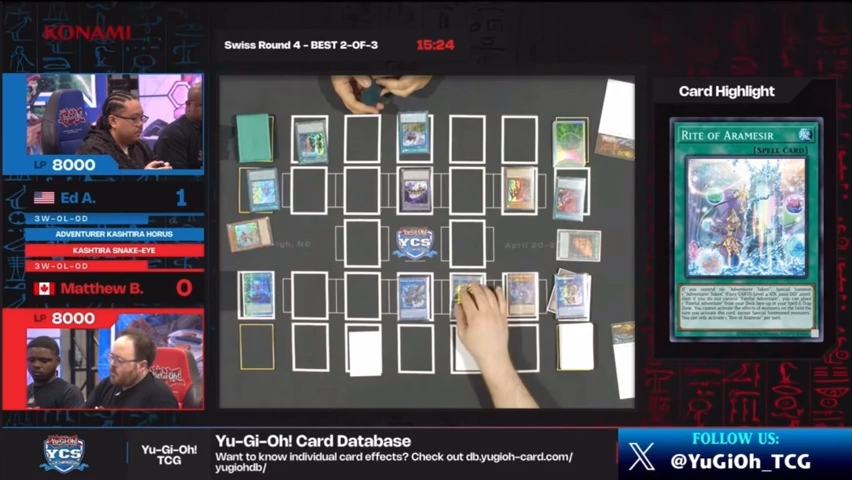 KONAMI
Swiss Round 4 - BEST 2-OF-3
15:24
LP 8000
Ed A. 1
3W-0L-0D
ADVENTURER KASHTIRA HORUS
KASHTIRA SNAKE-EYE
3W-0L-0D
Matthew B. 0
LP 8000
YCS
April 20-
Card Highlight
RITE OF ARAMESIR
[SPELL CARD]
YCS
Yu-Gi-Oh!
TCG
Yu-Gi-Oh! Card Database
Want to know individual card effects? Check out db.yugioh-card.com/
yugiohdb/
FOLLOW US:
X @YuGiOh_TCG